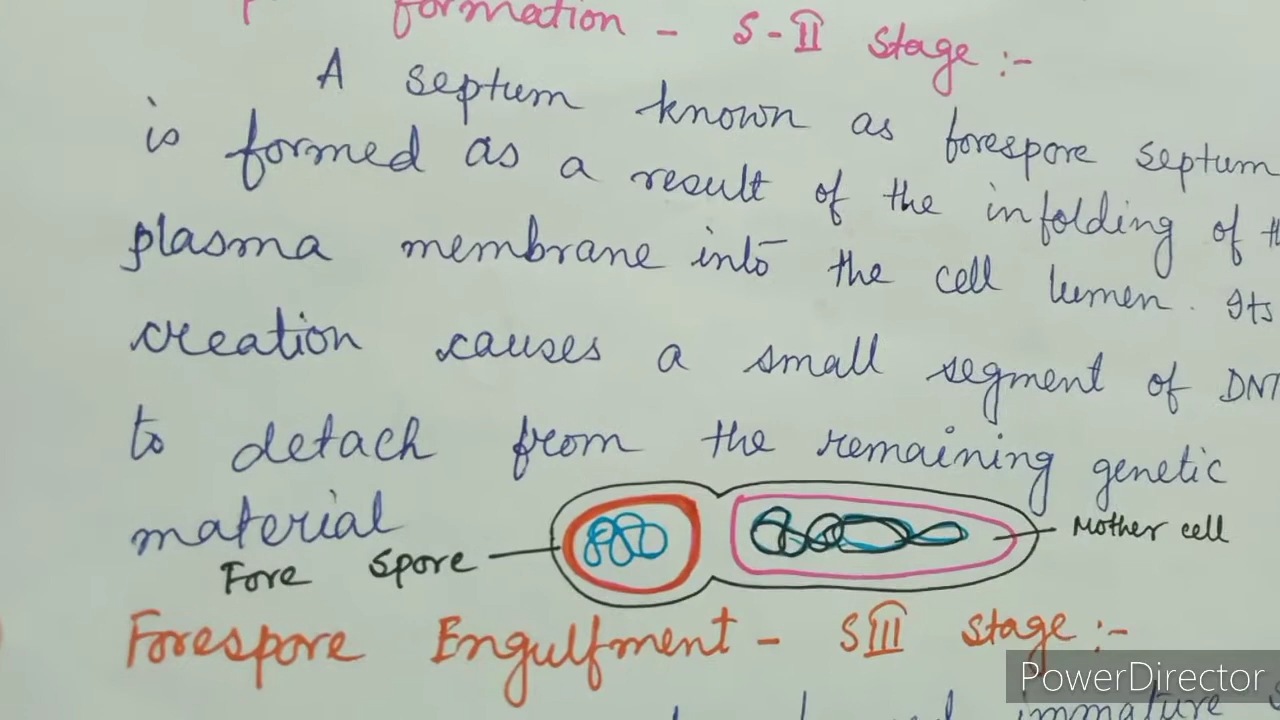 formation - S-II stage :-
A septum known as forespore septum
is formed as a result of the infolding of
plasma membrane into the cell lumen. Its
creation causes a small segment of
to detach from the remaining genetic
material
Fore Spore
Mother cell
Forespore Engulfment - SIII stage :-
immature
PowerDirector